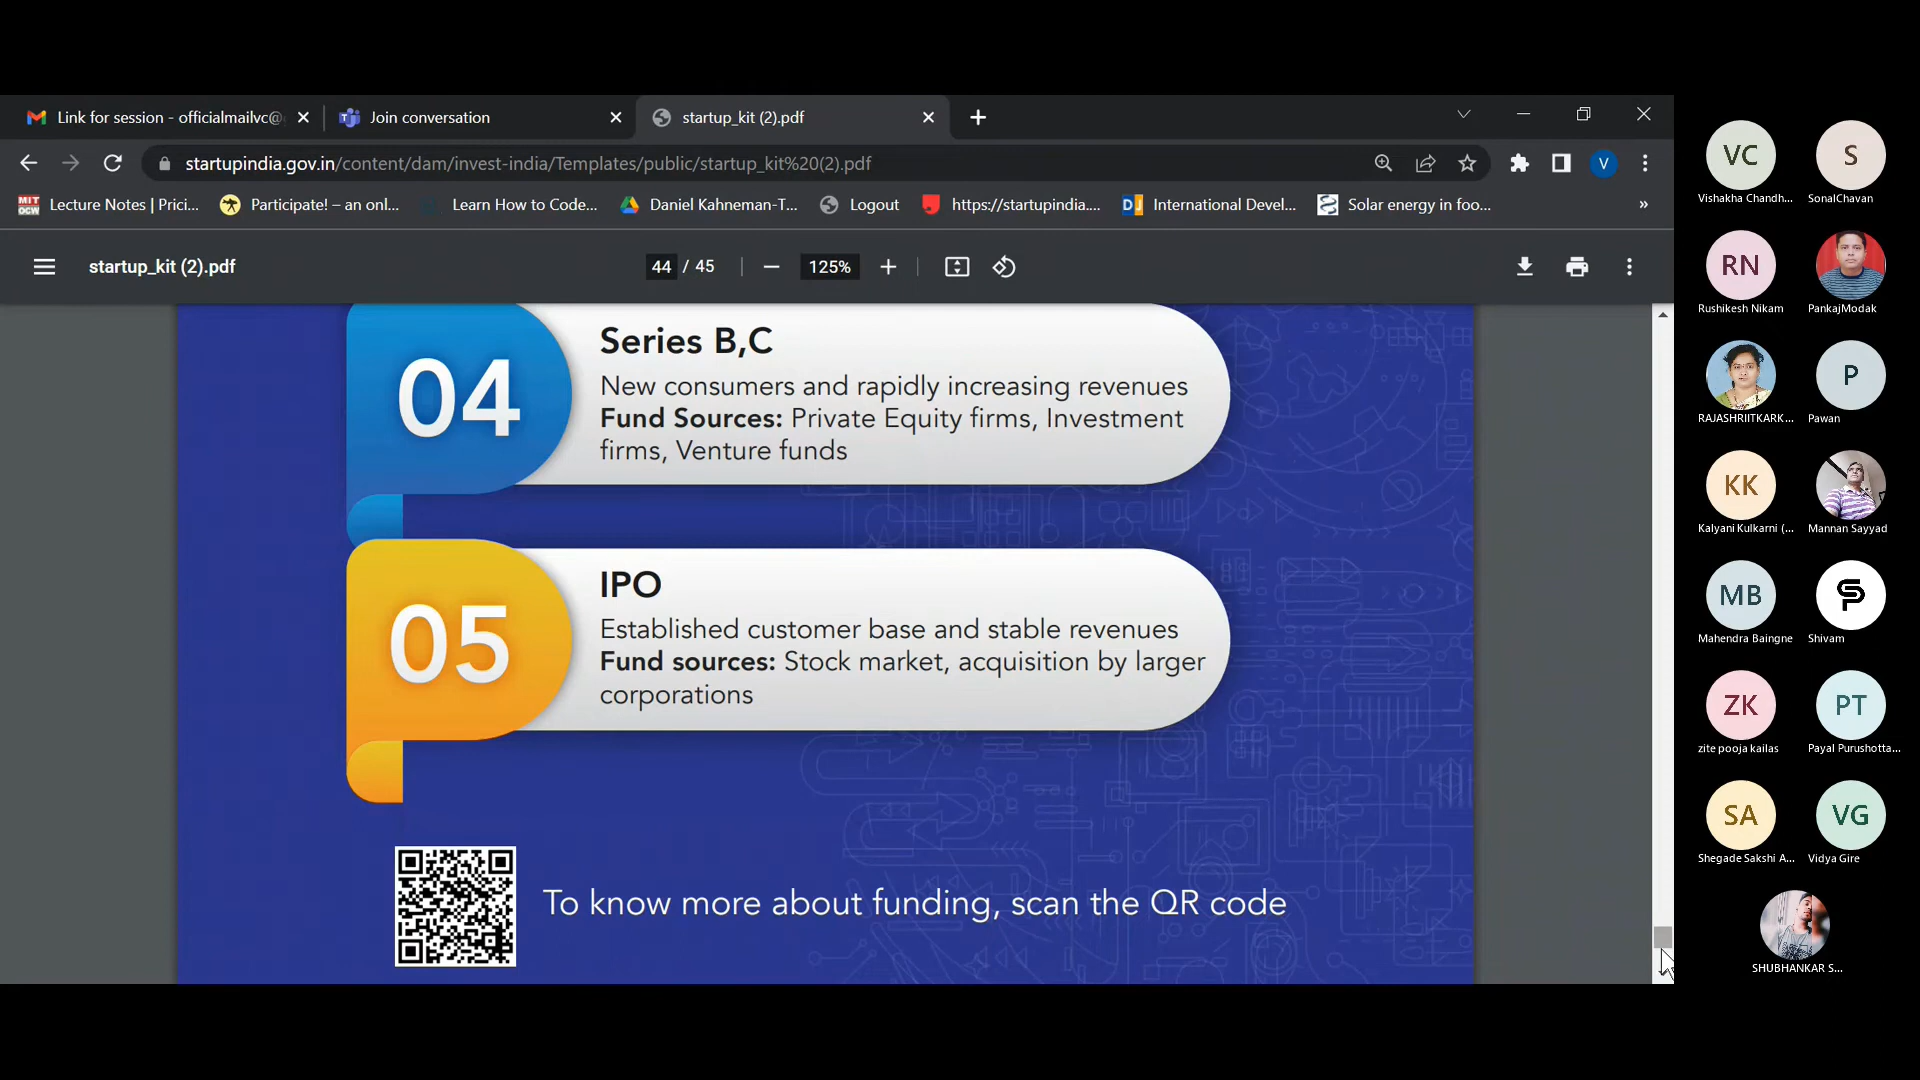 Link for session - officialmailvc@
Join conversation
startup_kit (2).pdf
startupindia.gov.in/content/dam/invest-india/Templates/public/startup_kit%20(2).pdf
V
MIT OCW
Lecture Notes | Prici...
Participate! – an onl...
Learn How to Code...
Daniel Kahneman-T...
Logout
https://startupindia....
DJ
International Devel...
Solar energy in foo...
»
startup_kit (2).pdf
44 / 45
125%
04
Series B,C
New consumers and rapidly increasing revenues
Fund Sources: Private Equity firms, Investment
firms, Venture funds
05
IPO
Established customer base and stable revenues
Fund sources: Stock market, acquisition by larger
corporations
To know more about funding, scan the QR code
VC
Vishakha Chandh...
S
SonalChavan
RN
Rushikesh Nikam
PankajModak
RAJASHRIITKARK...
P
Pawan
KK
Kalyani Kulkarni (...
Mannan Sayyad
MB
Mahendra Baingne
Shivam
ZK
zite pooja kailas
PT
Payal Purushotta...
SA
Shegade Sakshi A...
VG
Vidya Gire
SHUBHANKAR S...